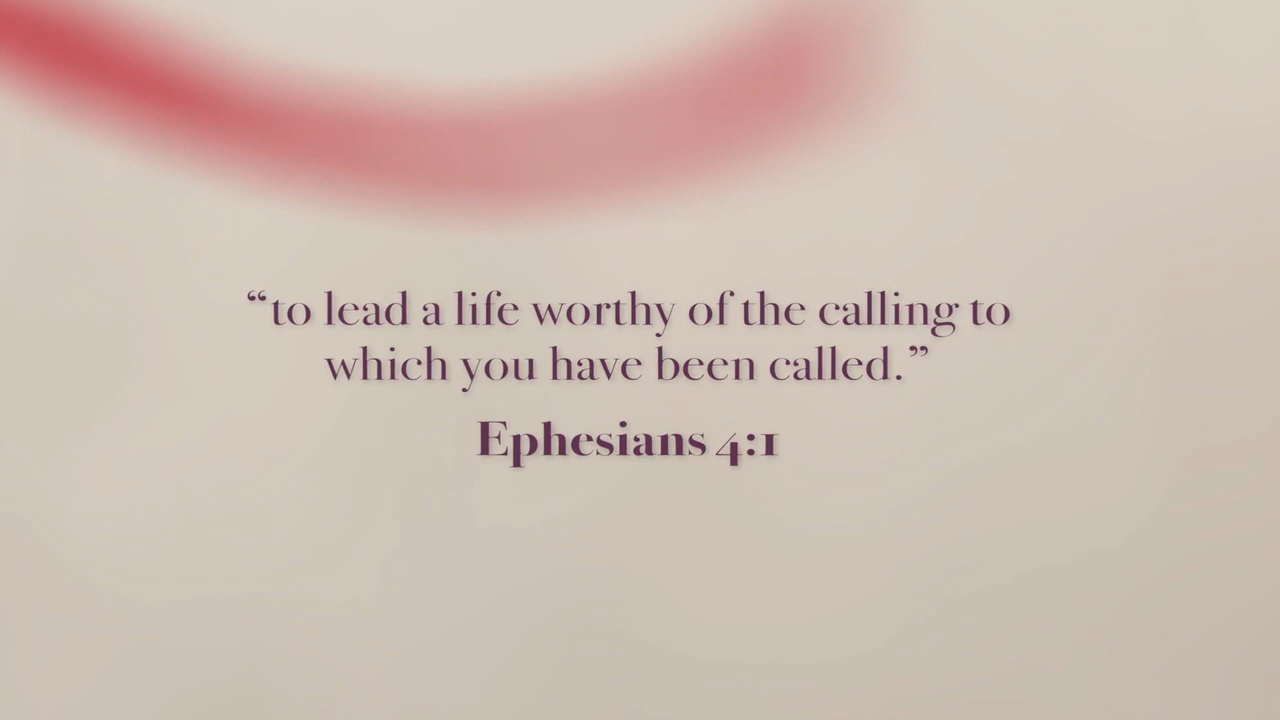 “to lead a life worthy of the calling to
which you have been called.”
Ephesians 4:1